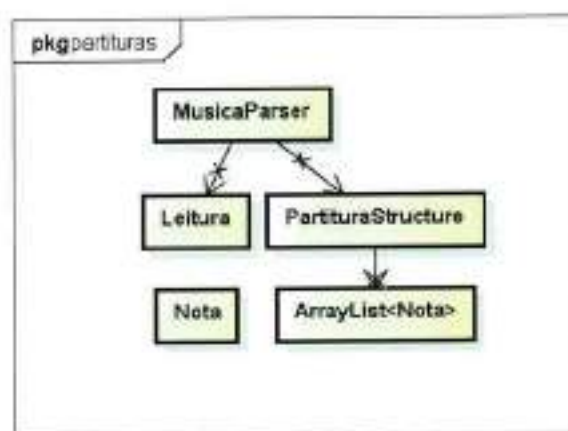 pkg partituras
MusicaParser
Leitura
PartituraStructure
Nota
ArrayList<Nota>